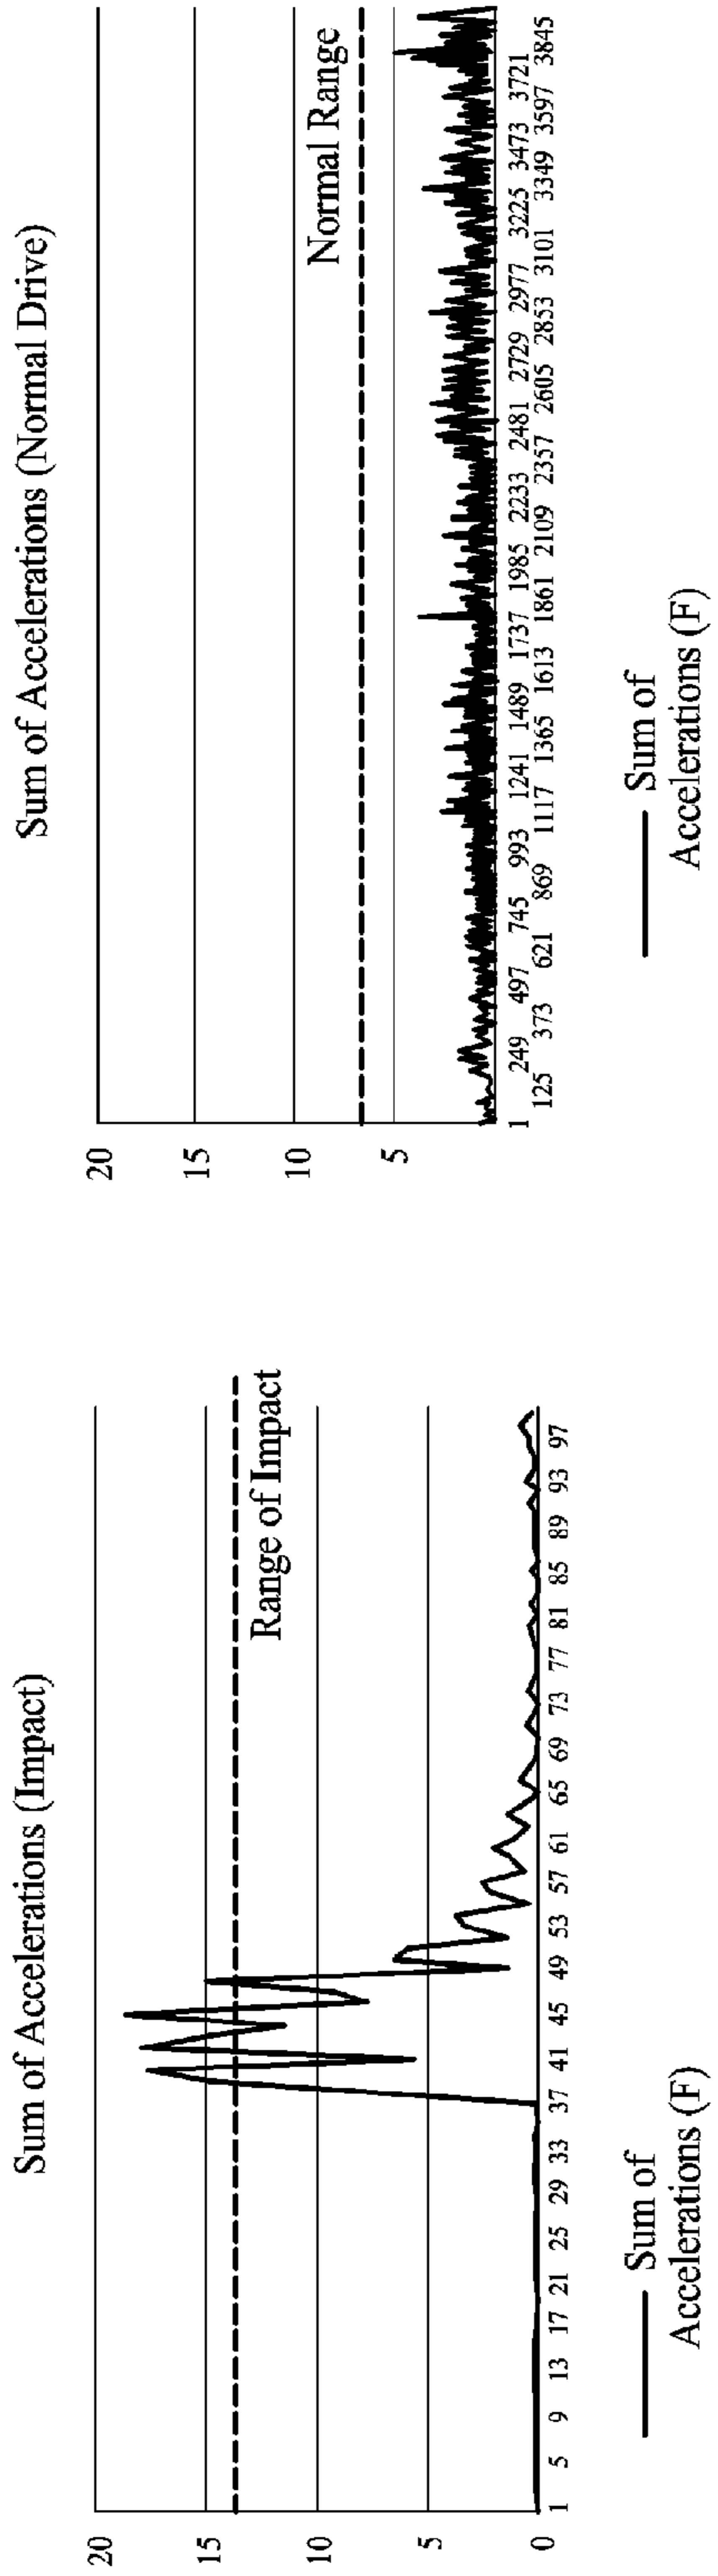 Sum of Accelerations (Impact)
20
15
10
5
0
Range of Impact
1 5 9 13 17 21 25 29 33 37 41 45 49 53 57 61 65 69 73 77 81 85 89 93 97
Sum of
Accelerations (F)
Sum of Accelerations (Normal Drive)
20
15
10
5
Normal Range
1 249 497 745 993 1241 1489 1737 1985 2233 2481 2729 2977 3225 3473 3721
125 373 621 869 1117 1365 1613 1861 2109 2357 2605 2853 3101 3349 3597 3845
Sum of
Accelerations (F)